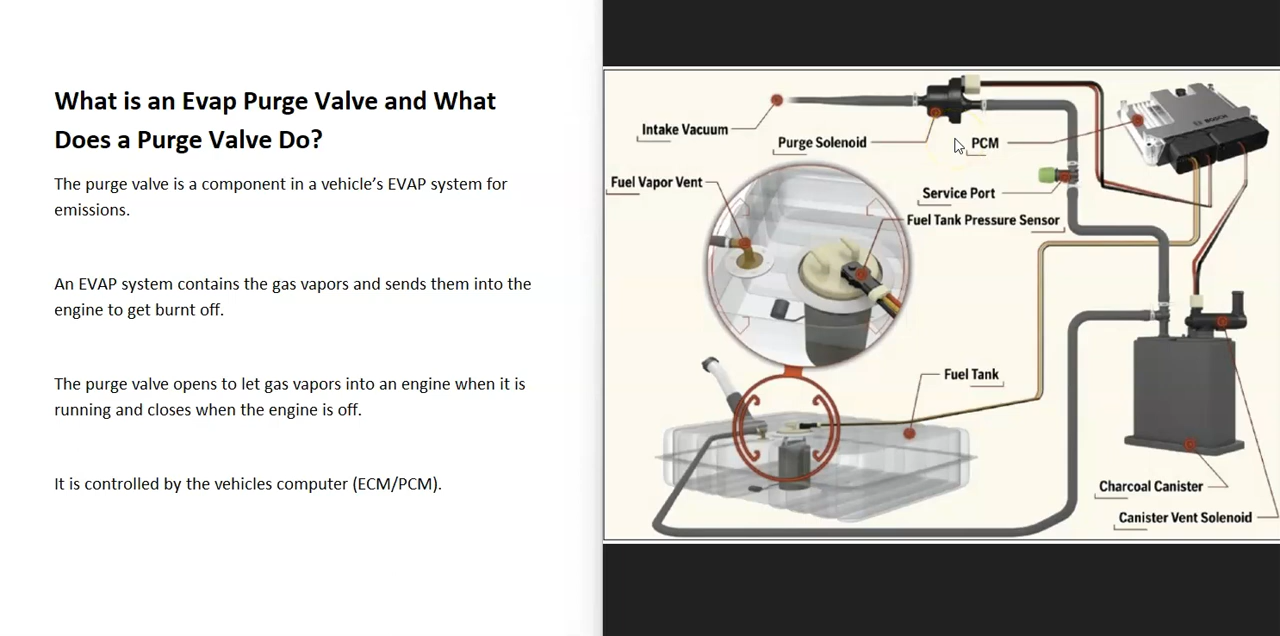 What is an Evap Purge Valve and What
Does a Purge Valve Do?
The purge valve is a component in a vehicle’s EVAP system for
emissions.
An EVAP system contains the gas vapors and sends them into the
engine to get burnt off.
The purge valve opens to let gas vapors into an engine when it is
running and closes when the engine is off.
It is controlled by the vehicles computer (ECM/PCM).
Intake Vacuum
Purge Solenoid
PCM
BOSCH
Fuel Vapor Vent
Service Port
Fuel Tank Pressure Sensor
Fuel Tank
Charcoal Canister
Canister Vent Solenoid